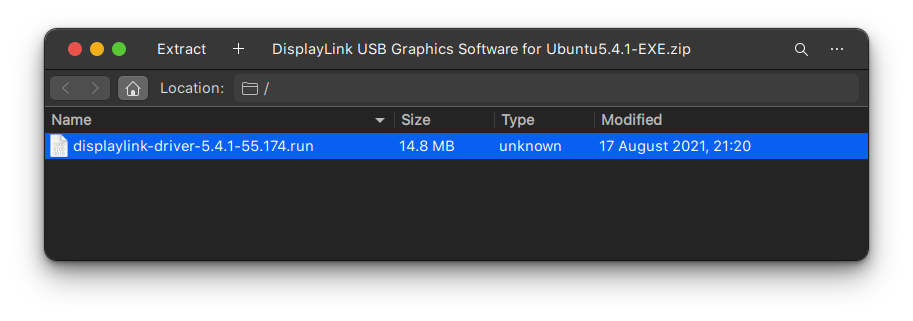 Extract + DisplayLink USB Graphics Software for Ubuntu5.4.1-EXE.zip
Location: /
Name Size Type Modified
displaylink-driver-5.4.1-55.174.run 14.8 MB unknown 17 August 2021, 21:20